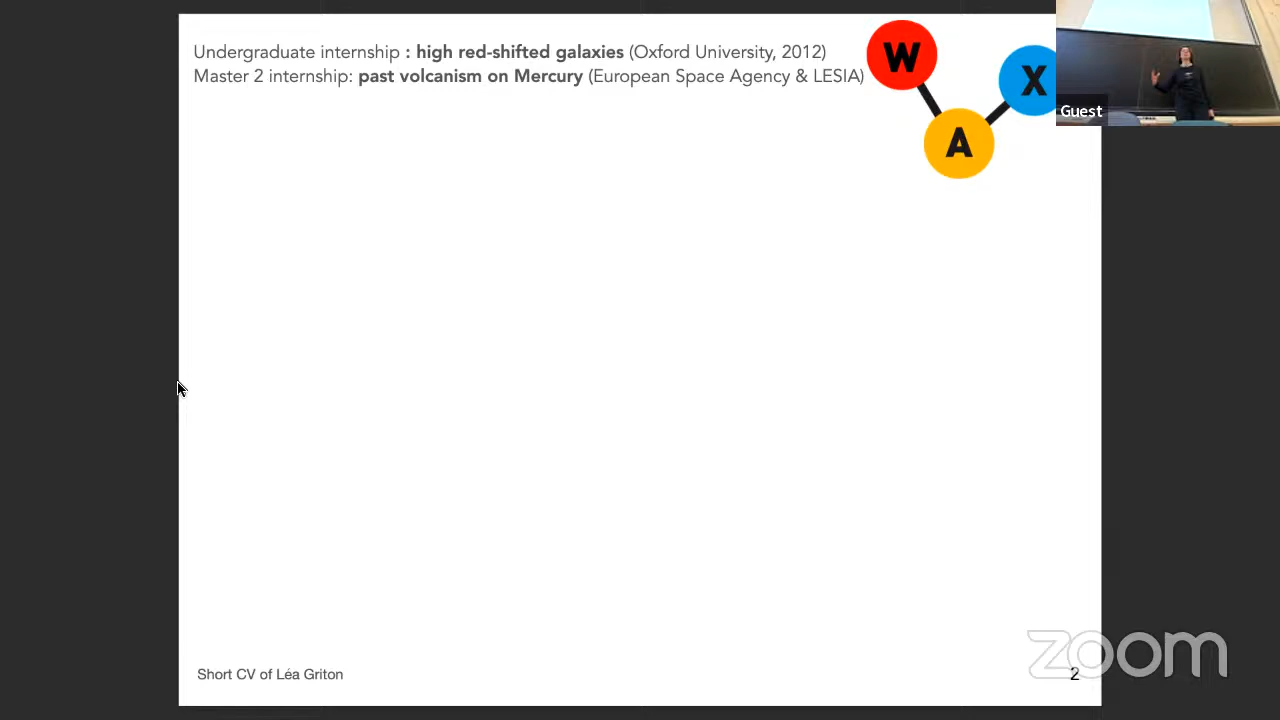 Undergraduate internship : high red-shifted galaxies (Oxford University, 2012)
Master 2 internship: past volcanism on Mercury (European Space Agency & LESIA)
W
X
A
Guest
Short CV of Léa Griton
2
zoom